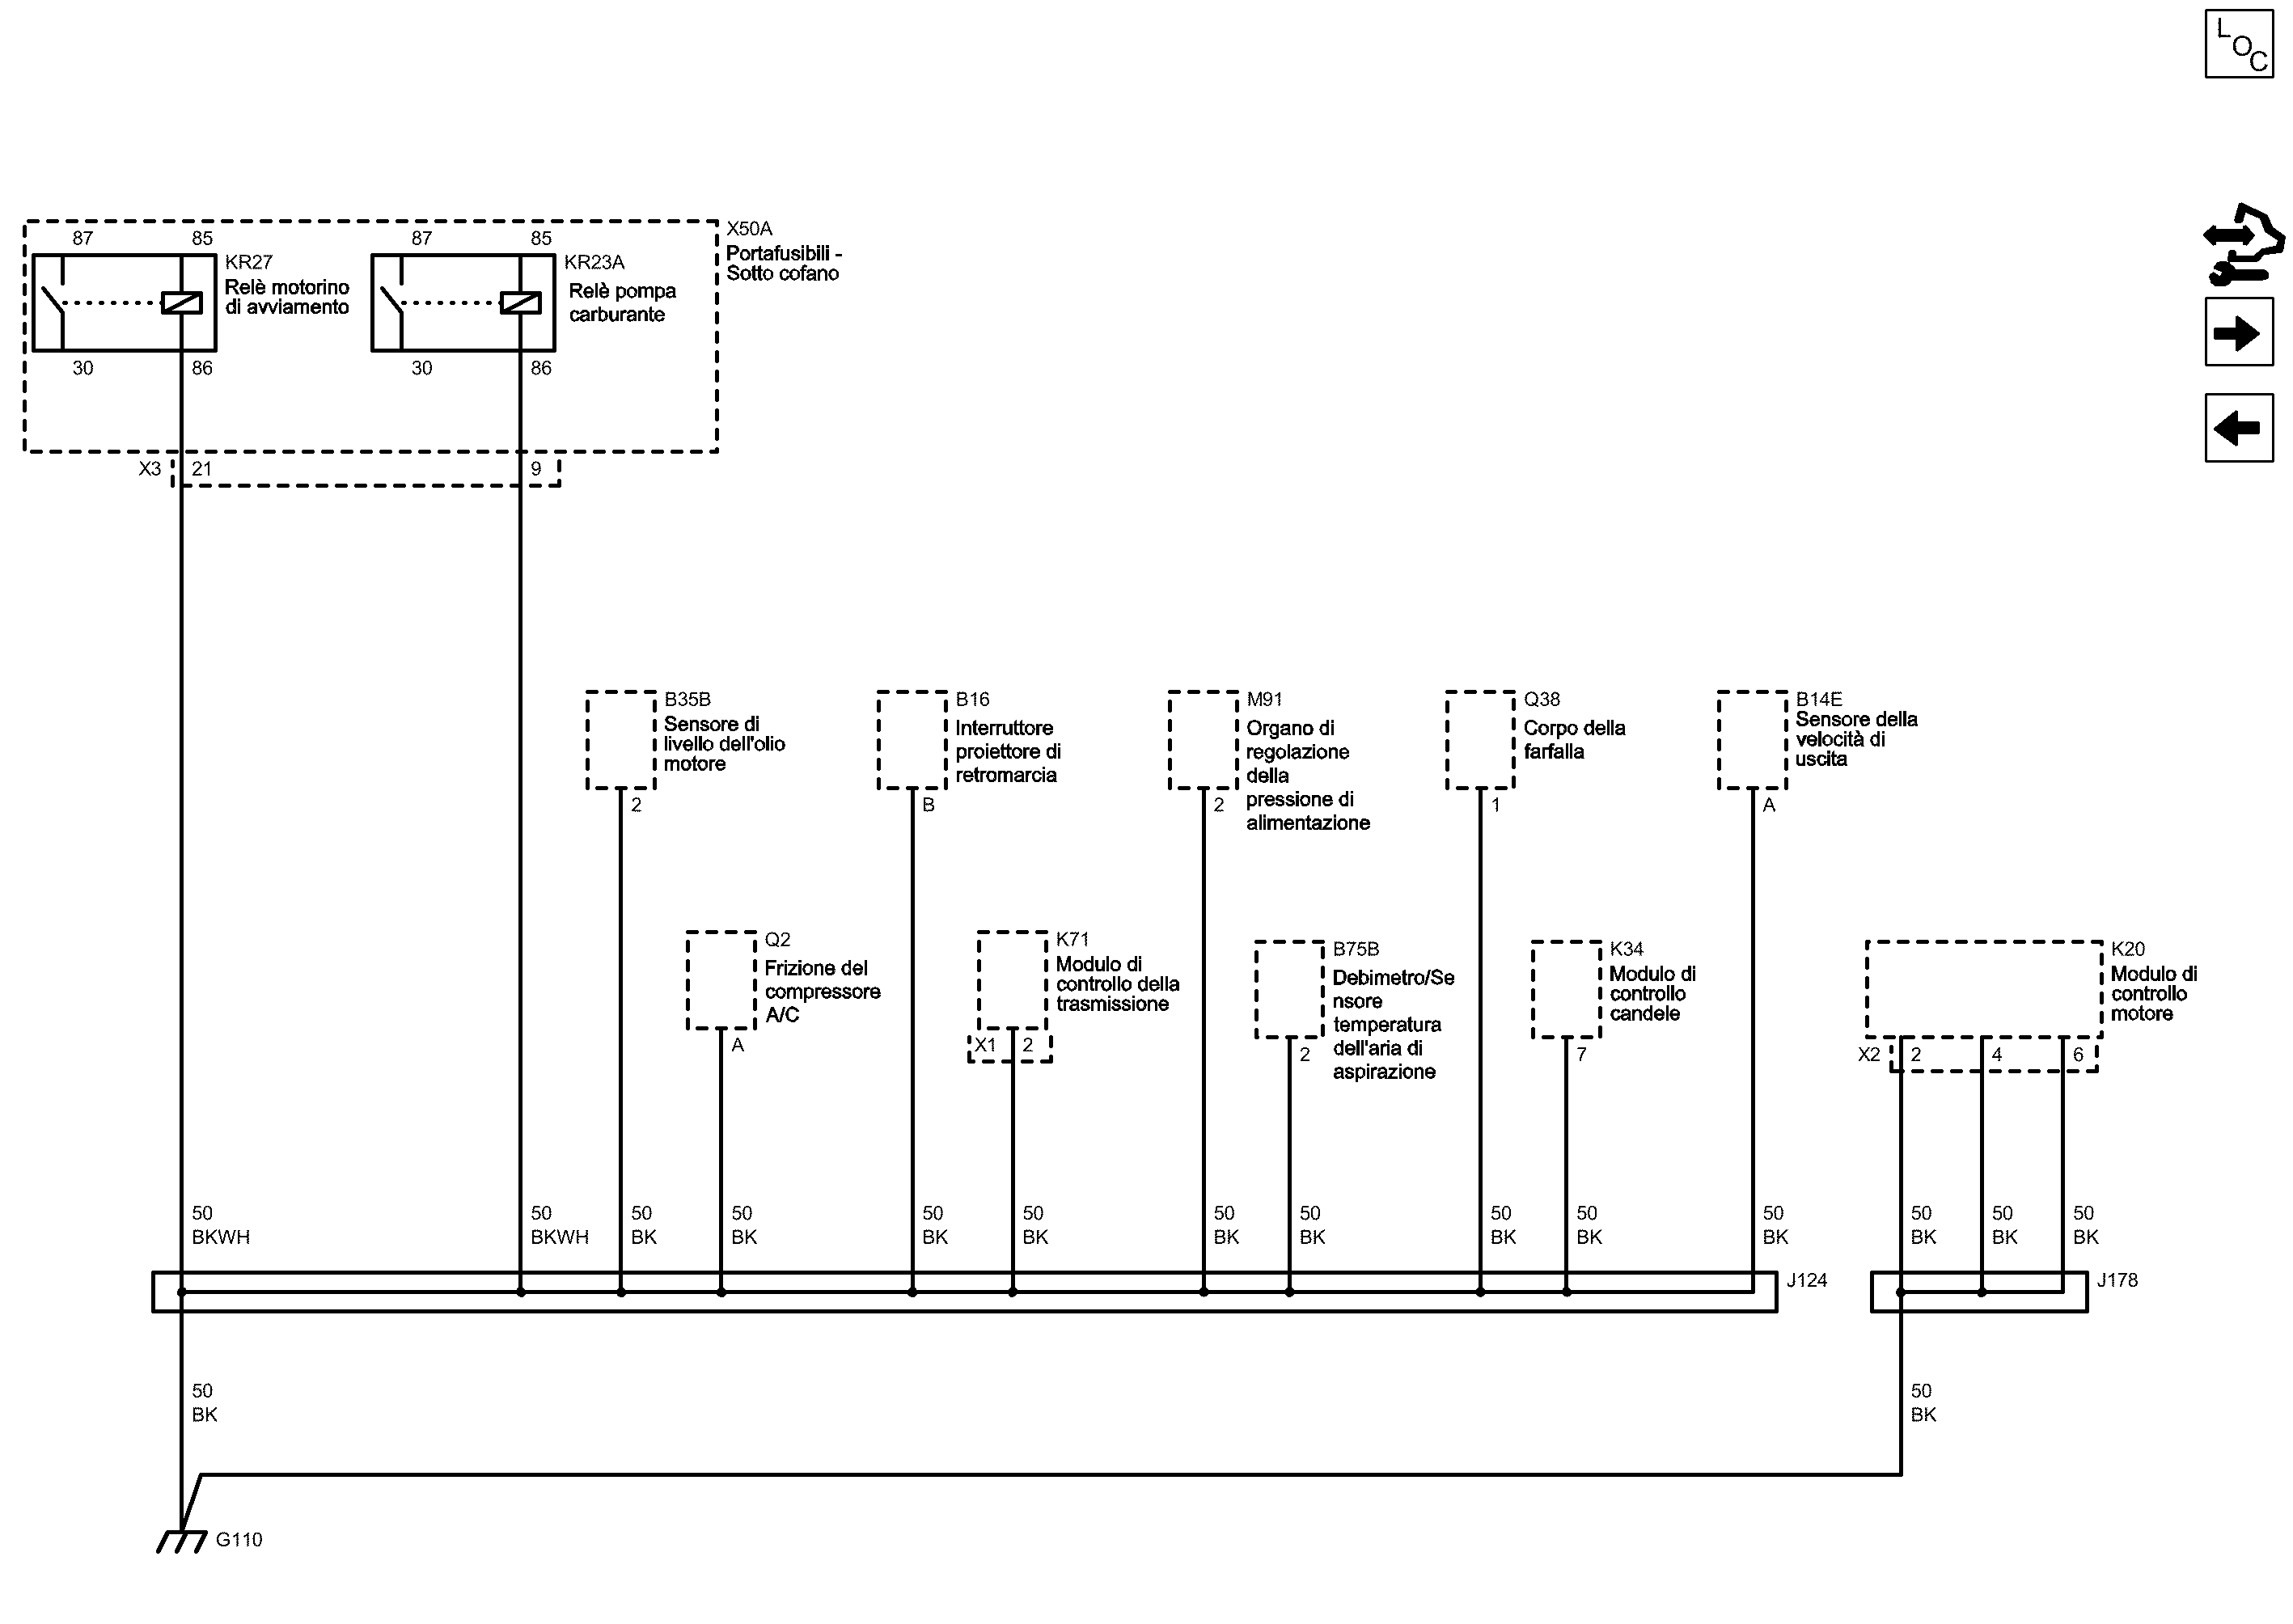 LOC
87
85
87
85
X50A
Portafusibili -
Sotto cofano
KR27
Relè motorino
di avviamento
KR23A
Relè pompa
carburante
30
86
30
86
X3
21
9
B35B
Sensore di
livello dell'olio
motore
2
B16
Interruttore
proiettore di
retromarcia
B
M91
Organo di
regolazione
della
pressione di
alimentazione
2
Q38
Corpo della
farfalla
1
B14E
Sensore della
velocità di
uscita
A
Q2
Frizione del
compressore
A/C
A
K71
Modulo di
controllo della
trasmissione
X1
2
B75B
Debimetro/Se
nsore
temperatura
dell'aria di
aspirazione
2
K34
Modulo di
controllo
candele
7
K20
Modulo di
controllo
motore
X2
2
4
6
50
BKWH
50
BKWH
50
BK
50
BK
50
BK
50
BK
50
BK
50
BK
50
BK
50
BK
50
BK
50
BK
50
BK
50
BK
J124
J178
50
BK
50
BK
G110